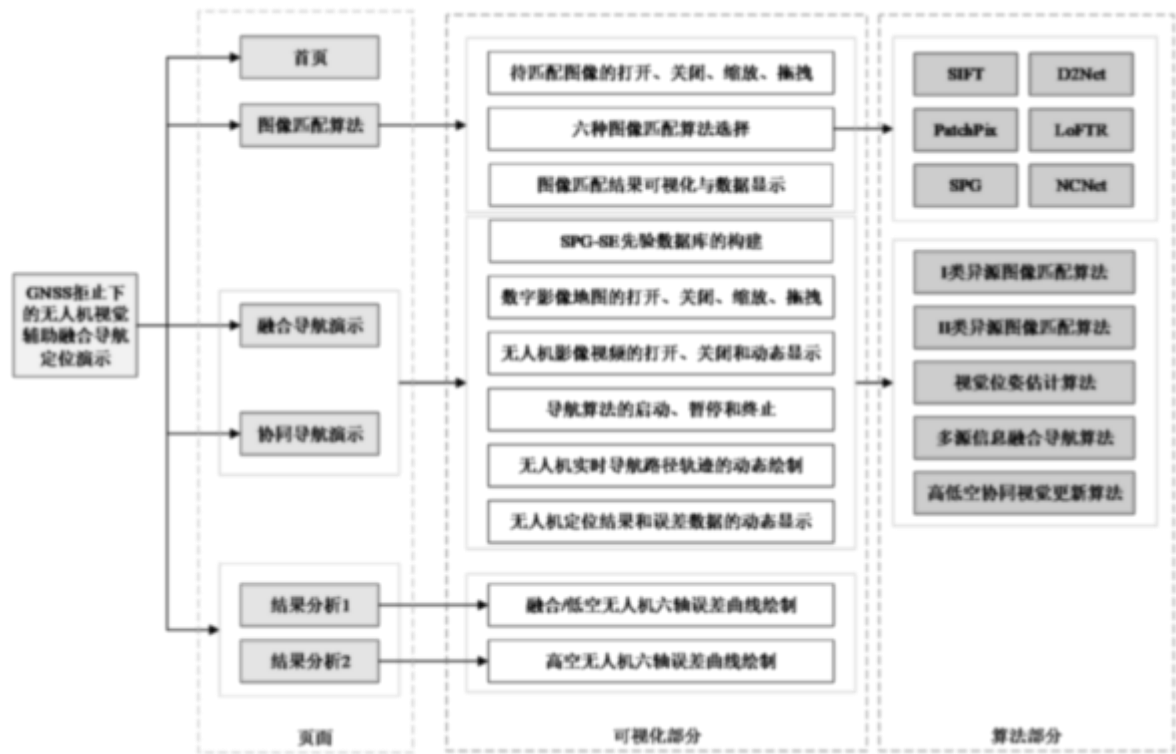 GNSS拒止下
的无人机视觉
辅助融合导航
定位演示
首页
图像匹配算法
融合导航演示
协同导航演示
结果分析1
结果分析2
页面
待匹配图像的打开、关闭、缩放、拖拽
六种图像匹配算法选择
图像匹配结果可视化与数据显示
SPG-SE先验数据库的构建
数字影像地图的打开、关闭、缩放、拖拽
无人机影像视频的打开、关闭和动态显示
导航算法的启动、暂停和终止
无人机实时导航路径轨迹的动态绘制
无人机定位结果和误差数据的动态显示
融合/低空无人机六轴误差曲线绘制
高空无人机六轴误差曲线绘制
可视化部分
SIFT
D2Net
PatchPix
LoFTR
SPG
NCNet
I类异源图像匹配算法
II类异源图像匹配算法
视觉位姿估计算法
多源信息融合导航算法
高低空协同视觉更新算法
算法部分